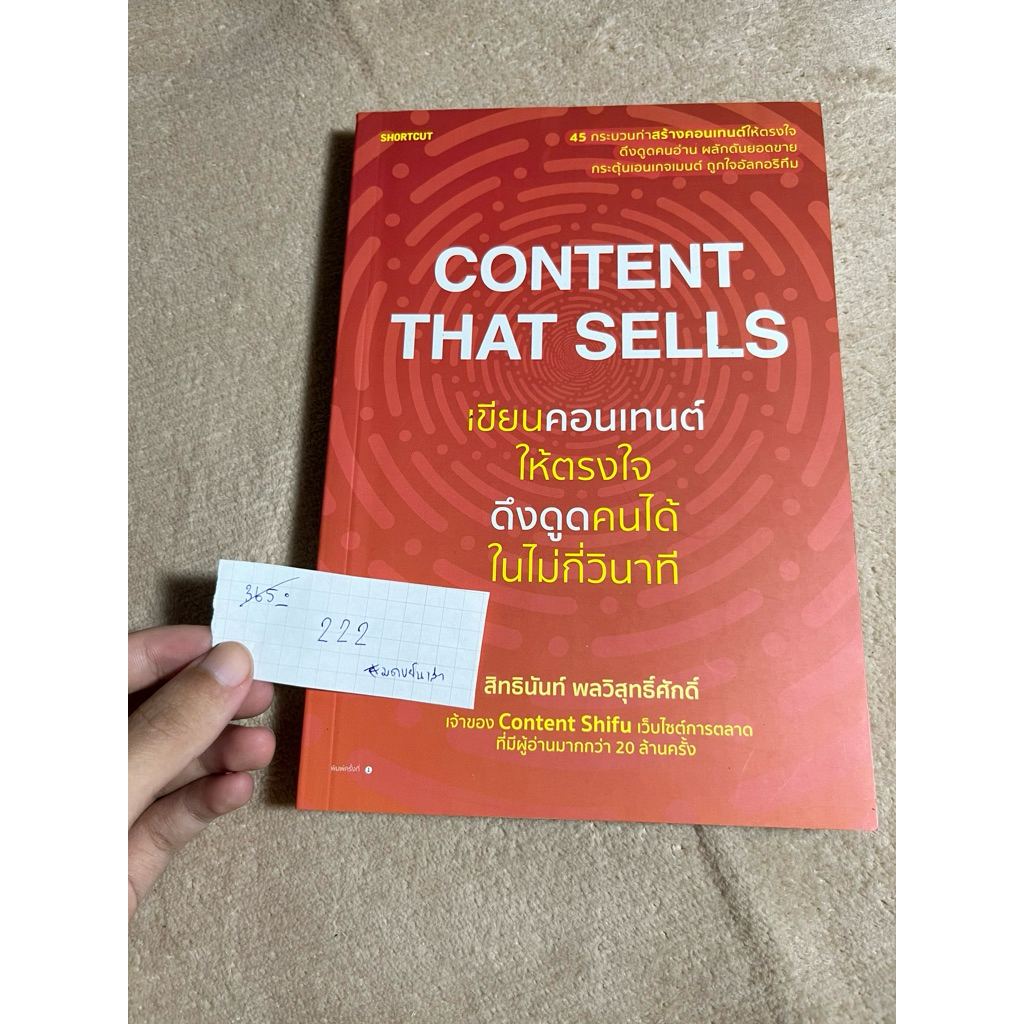 SHORTCUT
45 กระบวนท่าสร้างคอนเทนต์ให้ตรงใจ
ดึงดูดคนอ่าน ผลักดันยอดขาย
กระตุ้นเอนเกจเมนต์ ถูกใจอัลกอริทึม
CONTENT
THAT SELLS
เขียนคอนเทนต์
ให้ตรงใจ
ดึงดูดคนได้
ในไม่กี่วินาที
365.-
222
สิทธินันท์ พลวิสุทธิ์ศักดิ์
เจ้าของ Content Shifu เว็บไซต์การตลาด
ที่มีผู้อ่านมากกว่า 20 ล้านครั้ง
พิมพ์ครั้งที่ 1